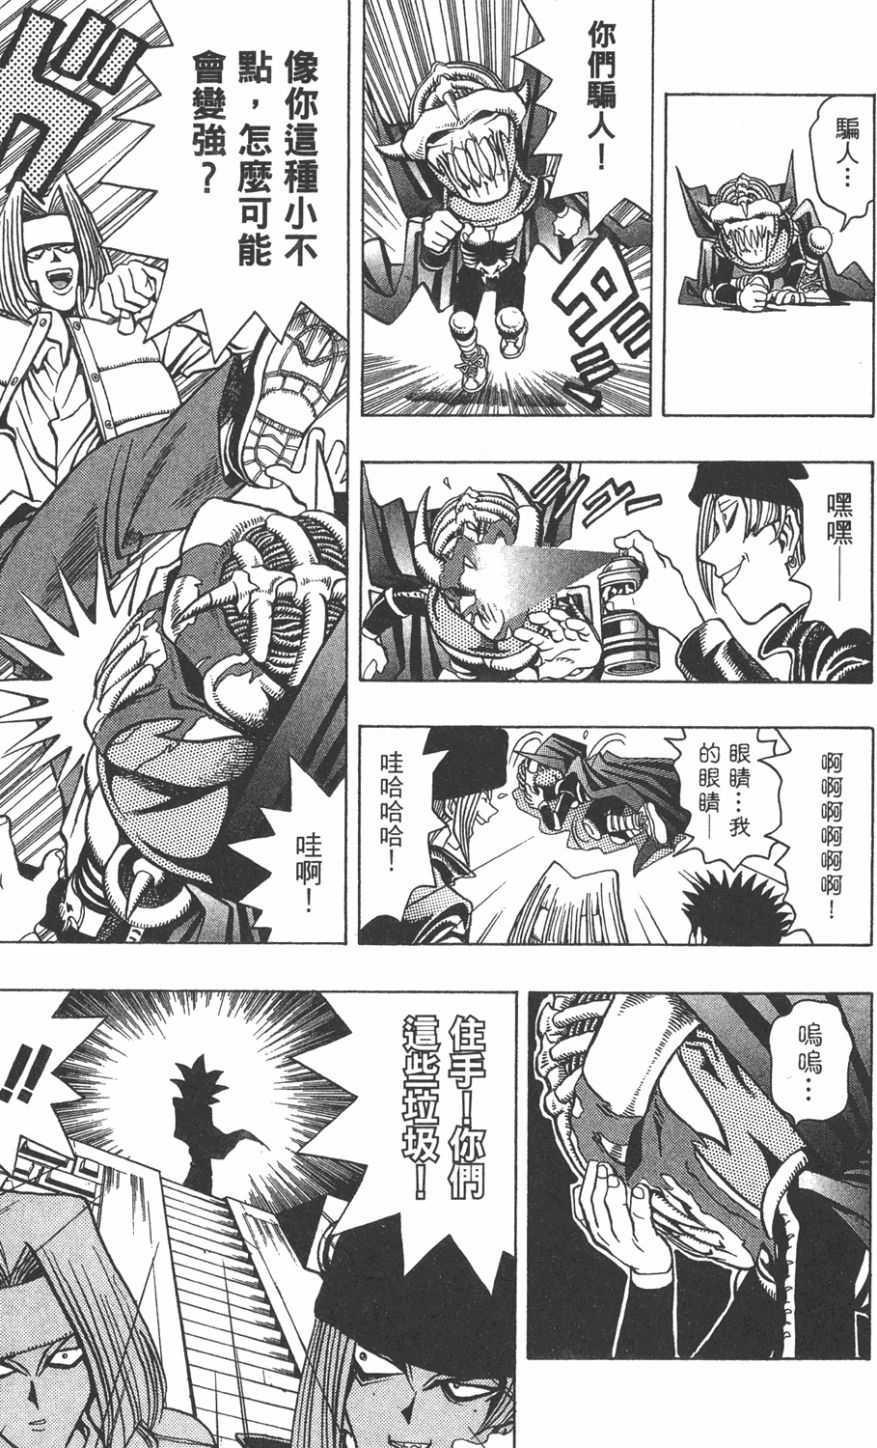 騙人…
你們騙人！
ダッ
嘿嘿——
啊啊啊啊啊啊！
眼睛…我
的眼睛——
哇哈哈哈！
像你這種小不
點，怎麼可能
會變強？
哇啊！
嗚嗚…
住手！你們
這些垃圾！
!!